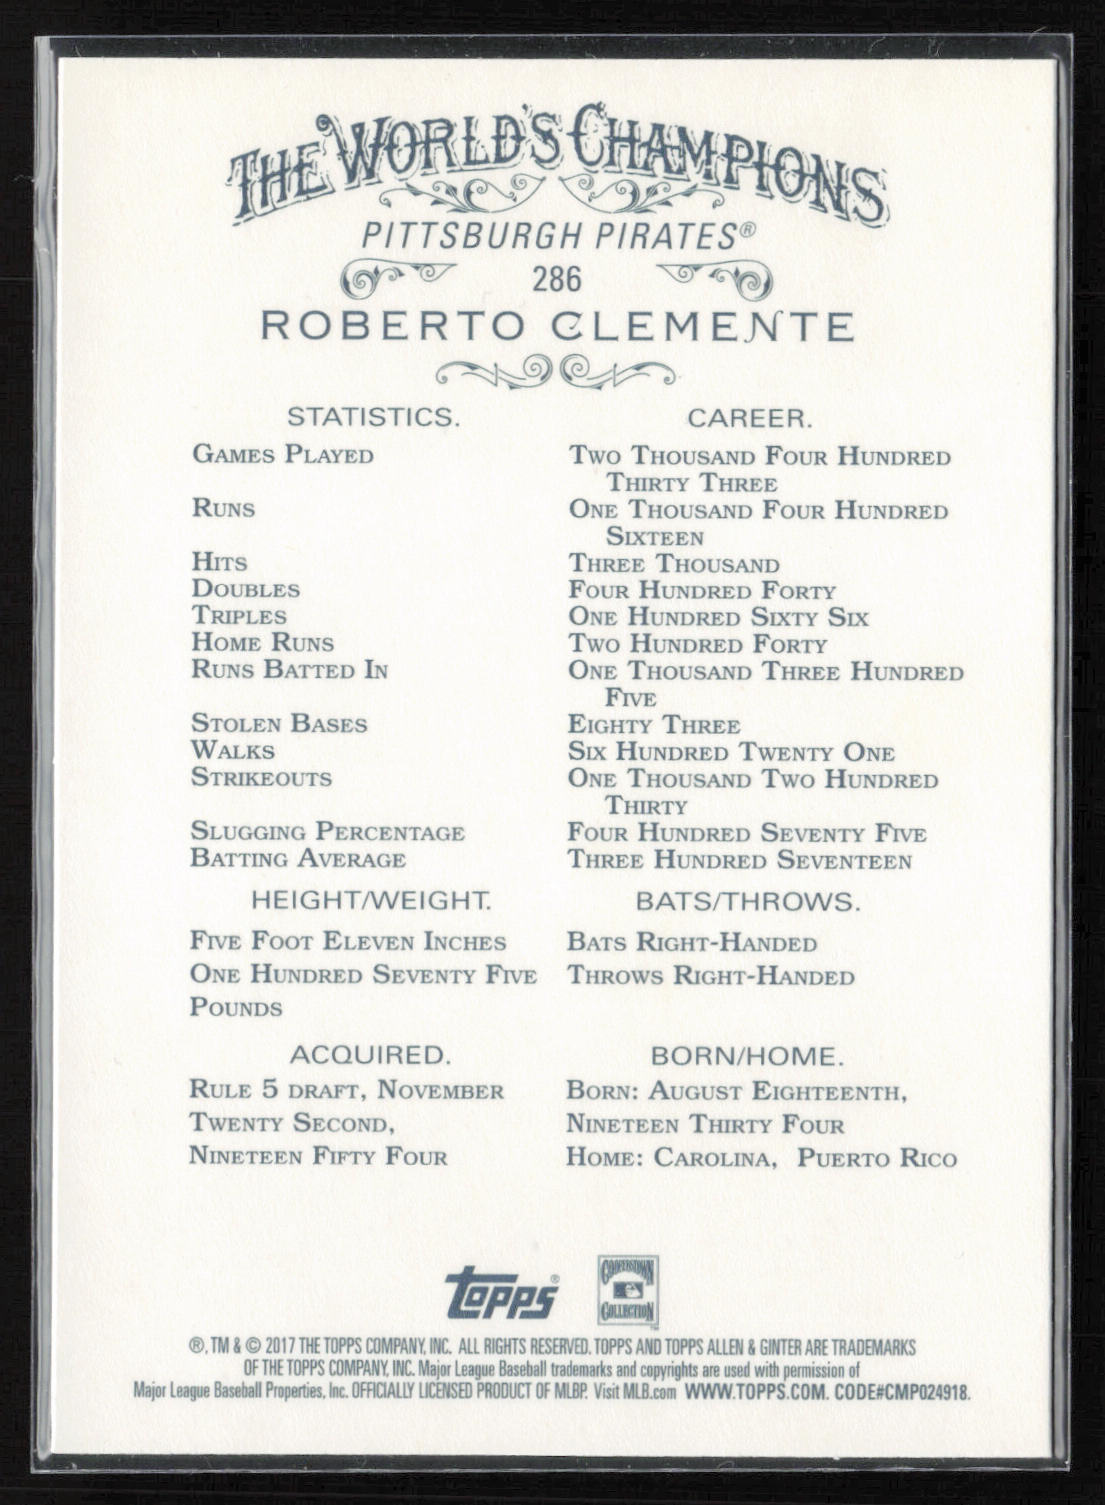 THE WORLD'S CHAMPIONS
PITTSBURGH PIRATES®
286
ROBERTO CLEMENTE
STATISTICS. CAREER.
GAMES PLAYED TWO THOUSAND FOUR HUNDRED
THIRTY THREE
RUNS ONE THOUSAND FOUR HUNDRED
SIXTEEN
HITS THREE THOUSAND
DOUBLES FOUR HUNDRED FORTY
TRIPLES ONE HUNDRED SIXTY SIX
HOME RUNS TWO HUNDRED FORTY
RUNS BATTED IN ONE THOUSAND THREE HUNDRED
FIVE
STOLEN BASES EIGHTY THREE
WALKS SIX HUNDRED TWENTY ONE
STRIKEOUTS ONE THOUSAND TWO HUNDRED
THIRTY
SLUGGING PERCENTAGE FOUR HUNDRED SEVENTY FIVE
BATTING AVERAGE THREE HUNDRED SEVENTEEN
HEIGHT/WEIGHT. BATS/THROWS.
FIVE FOOT ELEVEN INCHES BATS RIGHT-HANDED
ONE HUNDRED SEVENTY FIVE THROWS RIGHT-HANDED
POUNDS
ACQUIRED. BORN/HOME.
RULE 5 DRAFT, NOVEMBER BORN: AUGUST EIGHTEENTH,
TWENTY SECOND, NINETEEN THIRTY FOUR
NINETEEN FIFTY FOUR HOME: CAROLINA, PUERTO RICO
TOPPS® COOPERSTOWN
COLLECTION™
®, TM & © 2017 THE TOPPS COMPANY, INC. ALL RIGHTS RESERVED. TOPPS AND TOPPS ALLEN & GINTER ARE TRADEMARKS
OF THE TOPPS COMPANY, INC. Major League Baseball trademarks and copyrights are used with permission of
Major League Baseball Properties, Inc. OFFICIALLY LICENSED PRODUCT OF MLBP. Visit MLB.com WWW.TOPPS.COM. CODE#CMP024918.